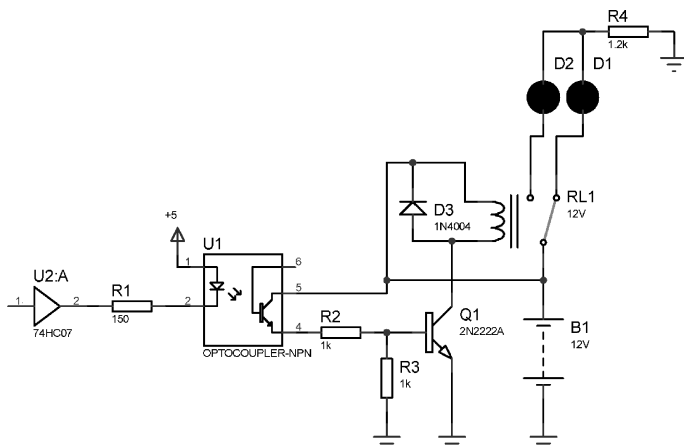 R4
1.2k
D2
D1
RL1
12V
D3
1N4004
+5
U1
1
2
6
5
4
OPTOCOUPLER-NPN
U2:A
1
2
74HC07
R1
150
R2
1k
R3
1k
Q1
2N2222A
B1
12V